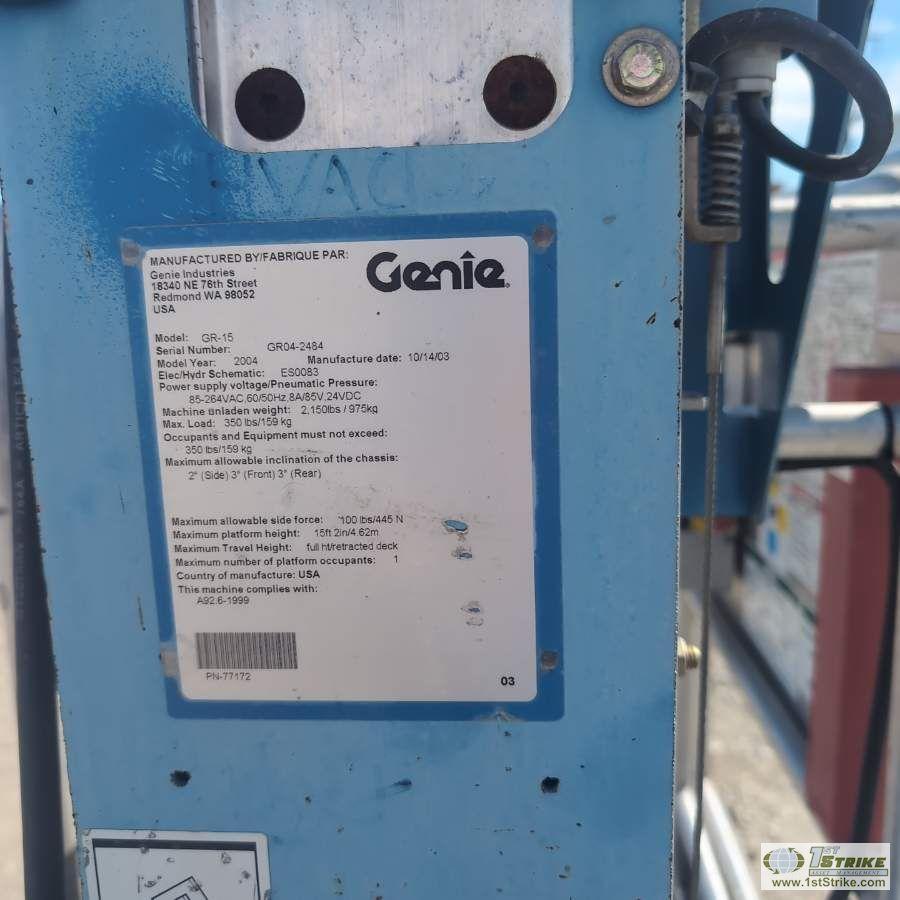 MANUFACTURED BY/FABRIQUE PAR:
Genie Industries
18340 NE 76th Street
Redmond WA 98052
USA
Genie
Model: GR-15
Serial Number: GR04-2484
Model Year: 2004 Manufacture date: 10/14/03
Elec/Hydr Schematic: ES0083
Power supply voltage/Pneumatic Pressure:
85-264VAC,60/50Hz,8A/85V,24VDC
Machine unladen weight: 2,150lbs / 975kg
Max. Load: 350 lbs/159 kg
Occupants and Equipment must not exceed:
350 lbs/159 kg
Maximum allowable inclination of the chassis:
2° (Side) 3° (Front) 3° (Rear)
Maximum allowable side force: 100 lbs/445 N
Maximum platform height: 15ft 2in/4.62m
Maximum Travel Height: full ht/retracted deck
Maximum number of platform occupants: 1
Country of manufacture: USA
This machine complies with:
A92.6-1999
PN-77172
03
1ST STRIKE
ASSET MANAGEMENT
www.1stStrike.com